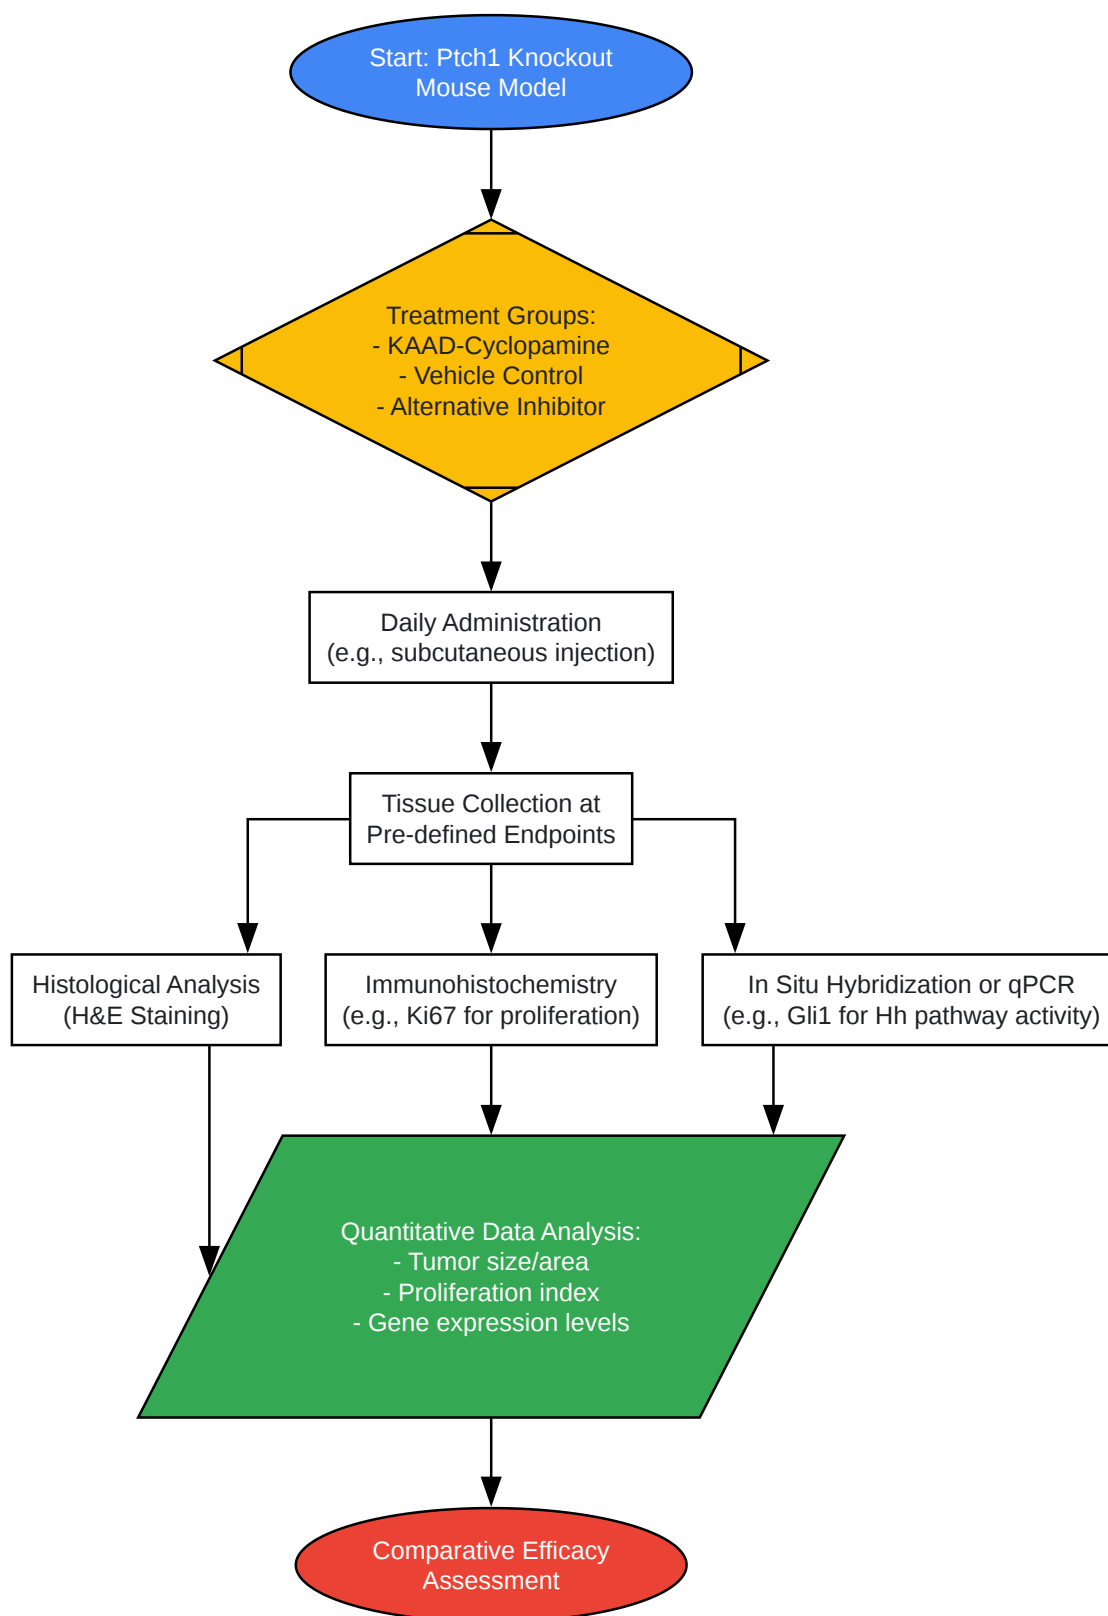 Start: Ptch1 Knockout
Mouse Model
Treatment Groups:
- KAAD-Cyclopamine
- Vehicle Control
- Alternative Inhibitor
Daily Administration
(e.g., subcutaneous injection)
Tissue Collection at
Pre-defined Endpoints
Histological Analysis
(H&E Staining)
Immunohistochemistry
(e.g., Ki67 for proliferation)
In Situ Hybridization or qPCR
(e.g., Gli1 for Hh pathway activity)
Quantitative Data Analysis:
- Tumor size/area
- Proliferation index
- Gene expression levels
Comparative Efficacy
Assessment